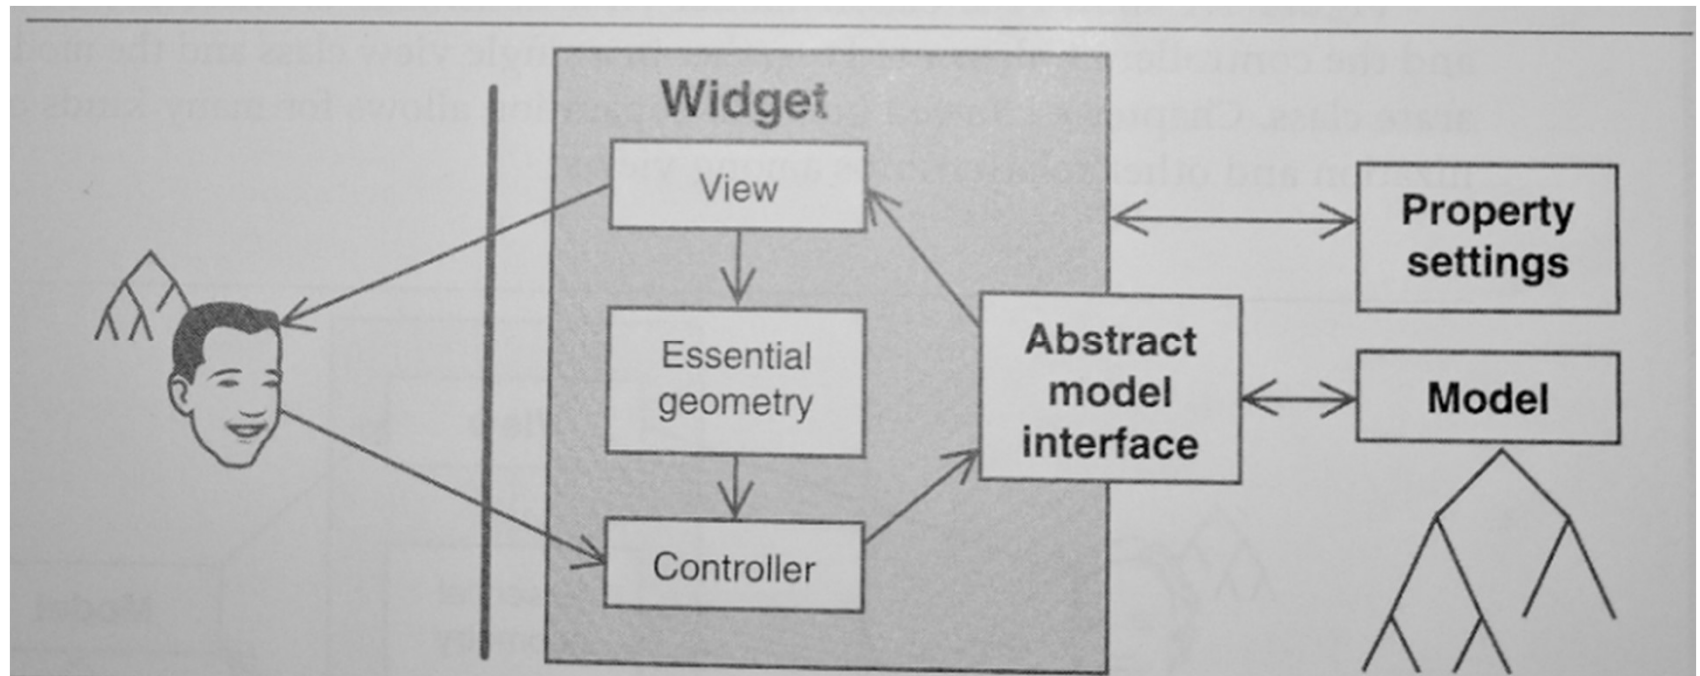 Widget
View
Essential
geometry
Controller
Abstract
model
interface
Property
settings
Model